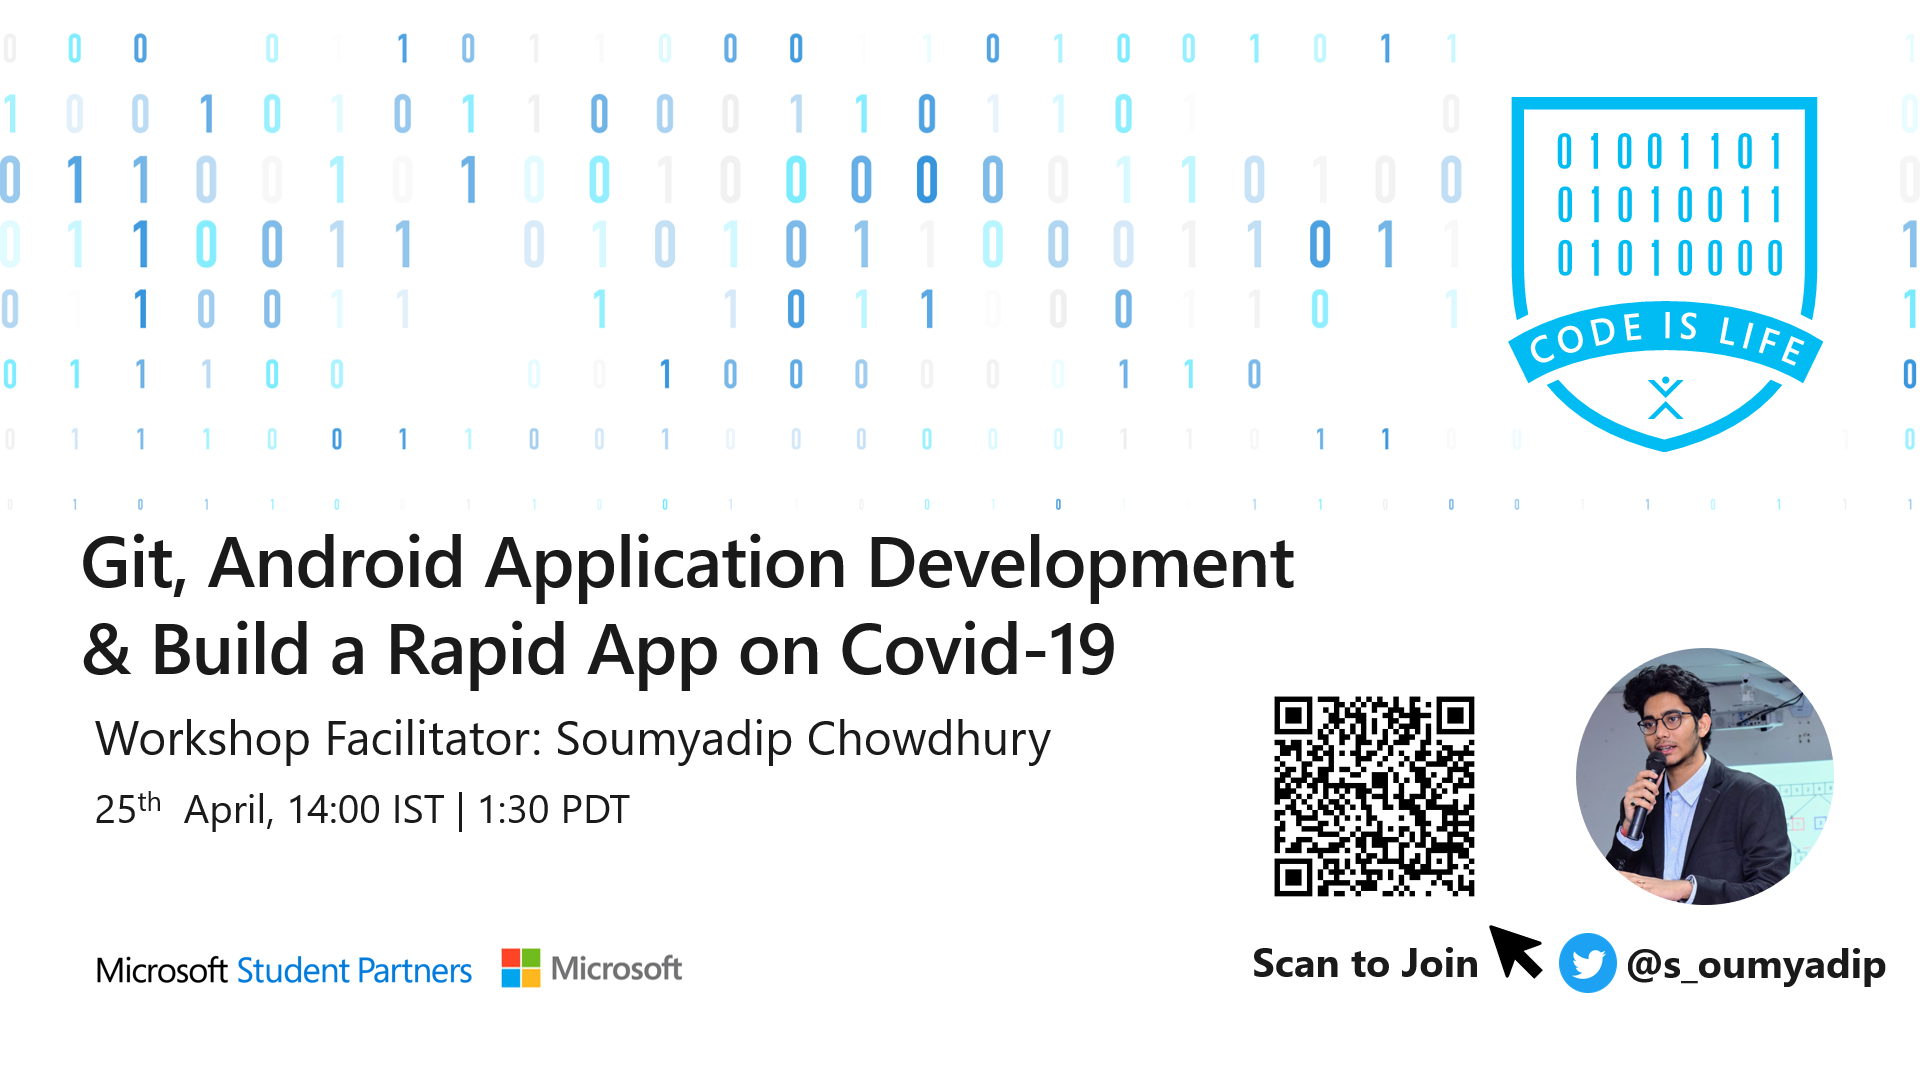 01001101
01010011
01010000
CODE IS LIFE
Git, Android Application Development
& Build a Rapid App on Covid-19
Workshop Facilitator: Soumyadip Chowdhury
25th April, 14:00 IST | 1:30 PDT
Microsoft Student Partners
Microsoft
Scan to Join
@s_oumyadip